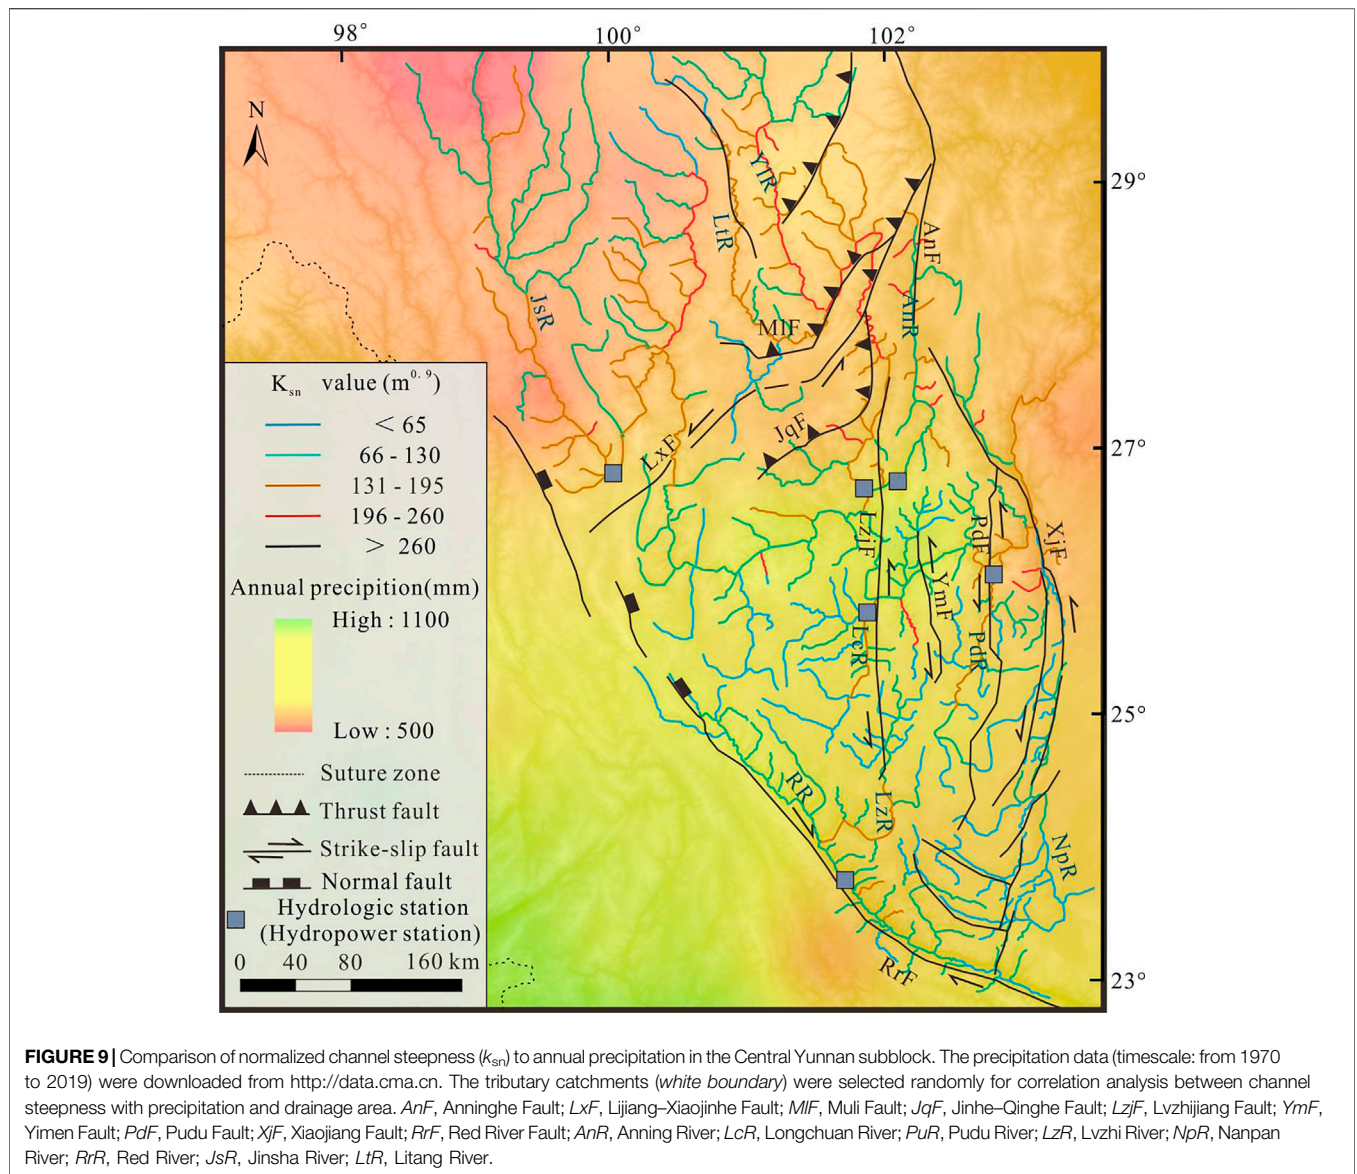 98°
100°
102°
N
29°
27°
25°
23°
YlR
LtR
AnF
AnR
JsR
MlF
JqF
LxF
LzjF
PdF
XjF
YmF
LcR
PdR
RR
LzR
NpR
RrF
Ksn value (m0.9)
< 65
66 - 130
131 - 195
196 - 260
> 260
Annual precipition(mm)
High : 1100
Low : 500
Suture zone
Thrust fault
Strike-slip fault
Normal fault
Hydrologic station
(Hydropower station)
0 40 80 160 km
FIGURE 9 | Comparison of normalized channel steepness (ksn) to annual precipitation in the Central Yunnan subblock. The precipitation data (timescale: from 1970
to 2019) were downloaded from http://data.cma.cn. The tributary catchments (white boundary) were selected randomly for correlation analysis between channel
steepness with precipitation and drainage area. AnF, Anninghe Fault; LxF, Lijiang–Xiaojinhe Fault; MlF, Muli Fault; JqF, Jinhe–Qinghe Fault; LzjF, Lvzhijiang Fault; YmF,
Yimen Fault; PdF, Pudu Fault; XjF, Xiaojiang Fault; RrF, Red River Fault; AnR, Anning River; LcR, Longchuan River; PuR, Pudu River; LzR, Lvzhi River; NpR, Nanpan
River; RrR, Red River; JsR, Jinsha River; LtR, Litang River.